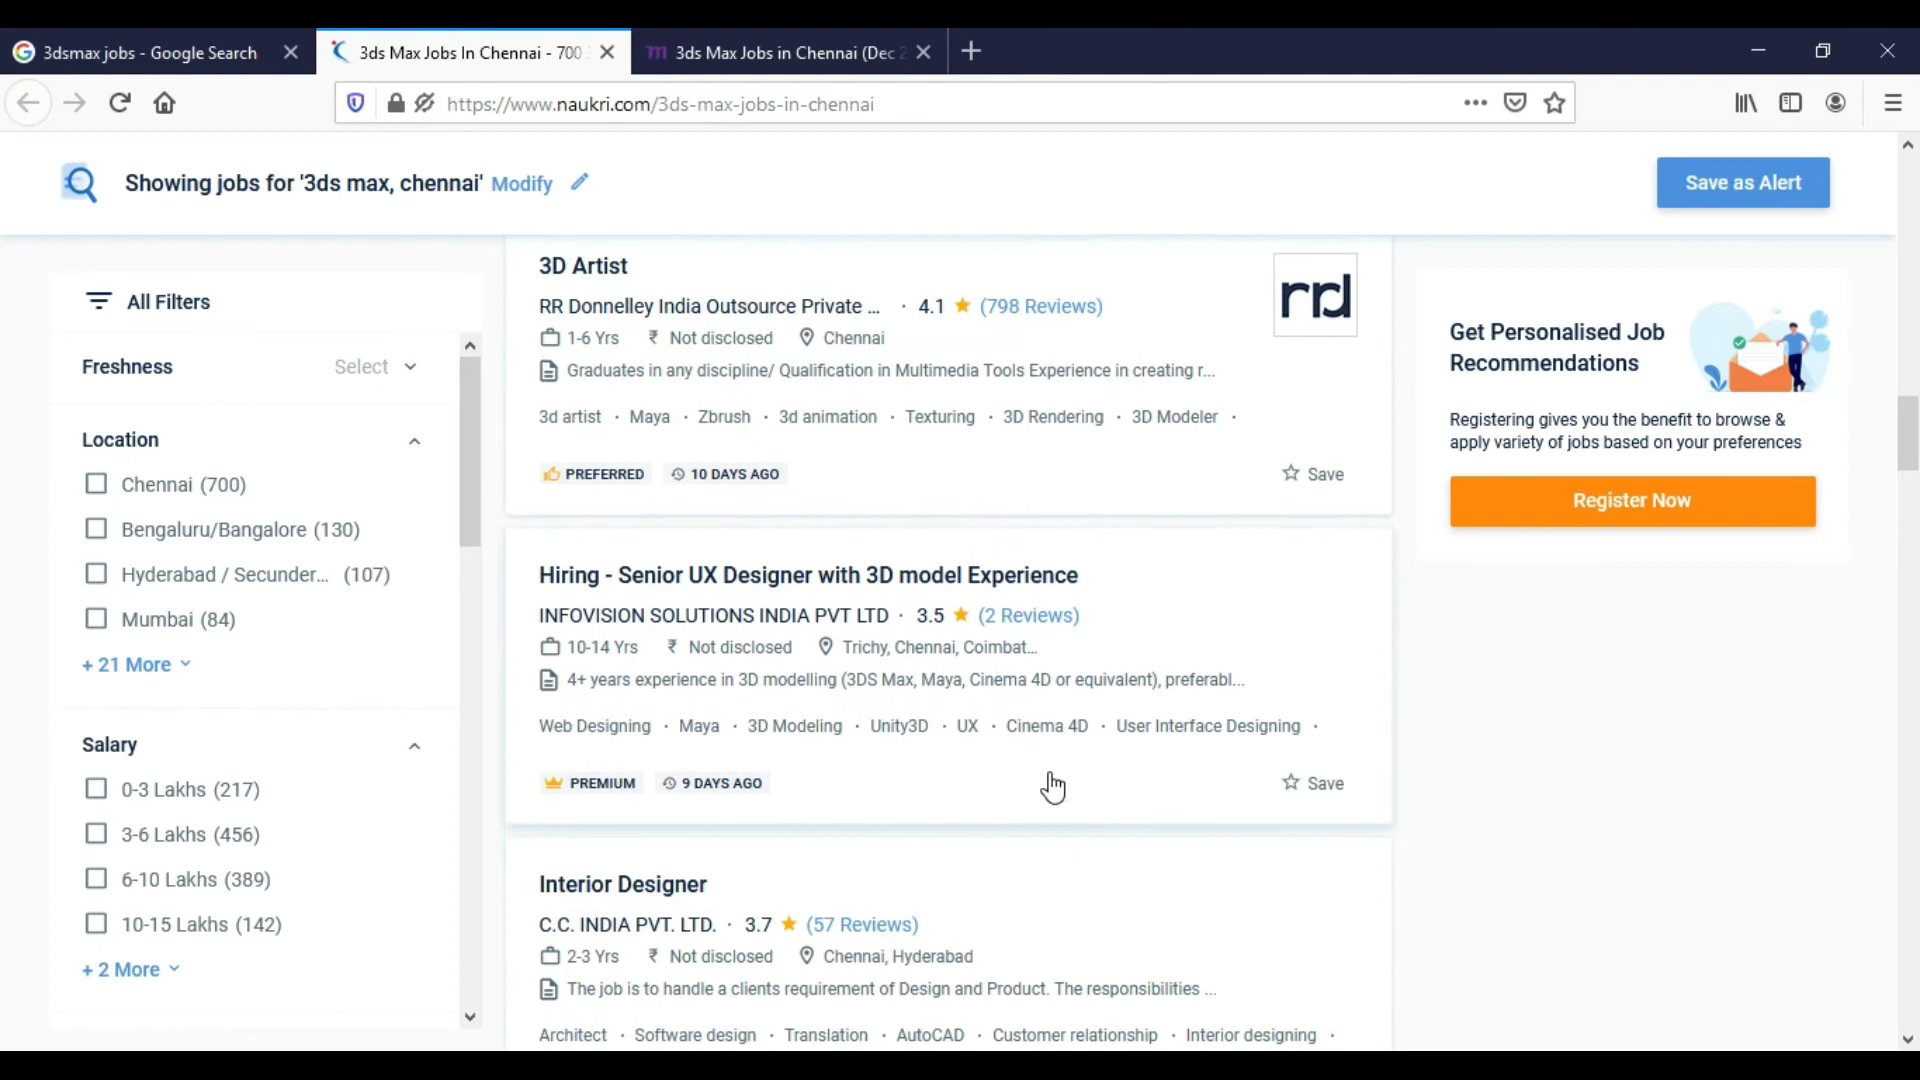 3dsmax jobs - Google Search
3ds Max Jobs In Chennai - 700
3ds Max Jobs in Chennai (Dec 2
https://www.naukri.com/3ds-max-jobs-in-chennai
Showing jobs for '3ds max, chennai' Modify
Save as Alert
All Filters
Freshness
Select
Location
Chennai (700)
Bengaluru/Bangalore (130)
Hyderabad / Secunder... (107)
Mumbai (84)
+ 21 More
Salary
0-3 Lakhs (217)
3-6 Lakhs (456)
6-10 Lakhs (389)
10-15 Lakhs (142)
+ 2 More
3D Artist
RR Donnelley India Outsource Private ... · 4.1 ★ (798 Reviews)
1-6 Yrs ₹ Not disclosed Chennai
Graduates in any discipline/ Qualification in Multimedia Tools Experience in creating r...
3d artist · Maya · Zbrush · 3d animation · Texturing · 3D Rendering · 3D Modeler ·
PREFERRED 10 DAYS AGO
Save
rrd
Hiring - Senior UX Designer with 3D model Experience
INFOVISION SOLUTIONS INDIA PVT LTD · 3.5 ★ (2 Reviews)
10-14 Yrs ₹ Not disclosed Trichy, Chennai, Coimbat...
4+ years experience in 3D modelling (3DS Max, Maya, Cinema 4D or equivalent), preferabl...
Web Designing · Maya · 3D Modeling · Unity3D · UX · Cinema 4D · User Interface Designing ·
PREMIUM 9 DAYS AGO
Save
Interior Designer
C.C. INDIA PVT. LTD. · 3.7 ★ (57 Reviews)
2-3 Yrs ₹ Not disclosed Chennai, Hyderabad
The job is to handle a clients requirement of Design and Product. The responsibilities ...
Architect · Software design · Translation · AutoCAD · Customer relationship · Interior designing ·
Get Personalised Job
Recommendations
Registering gives you the benefit to browse &
apply variety of jobs based on your preferences
Register Now